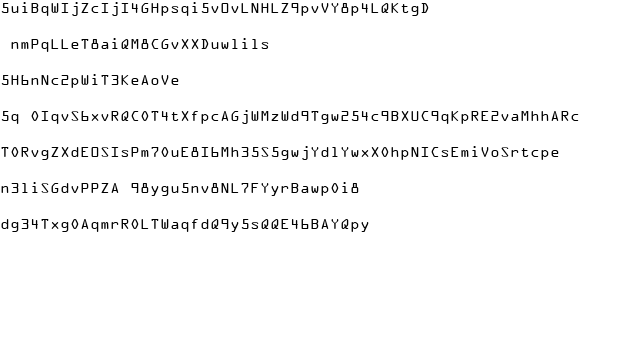 5uiBqWIjZcIjI4GHpsqi5vOvLNHLZ9pvVY8p4LQKtgD
nmPqLLeT8aiQM8CGvXXDuwlils
5H6nNc2pWiT3KeAoVe
5q 0IqvS6xvRQC0T4tXfpcAGjWMzWd9Tgw254c9BXUC9qKpRE2vaMhhARc
T0RvgZXdEOSIsPm70uE8I6Mh35S5gwjYdlYwxX0hpNICsEmiVoSrtcpe
n3liSGdvPPZA 98ygu5nv8NL7FYyrBawp0i8
dg34Txg0AqmrR0LTWaqfdQ9y5sQQE46BAYQpy